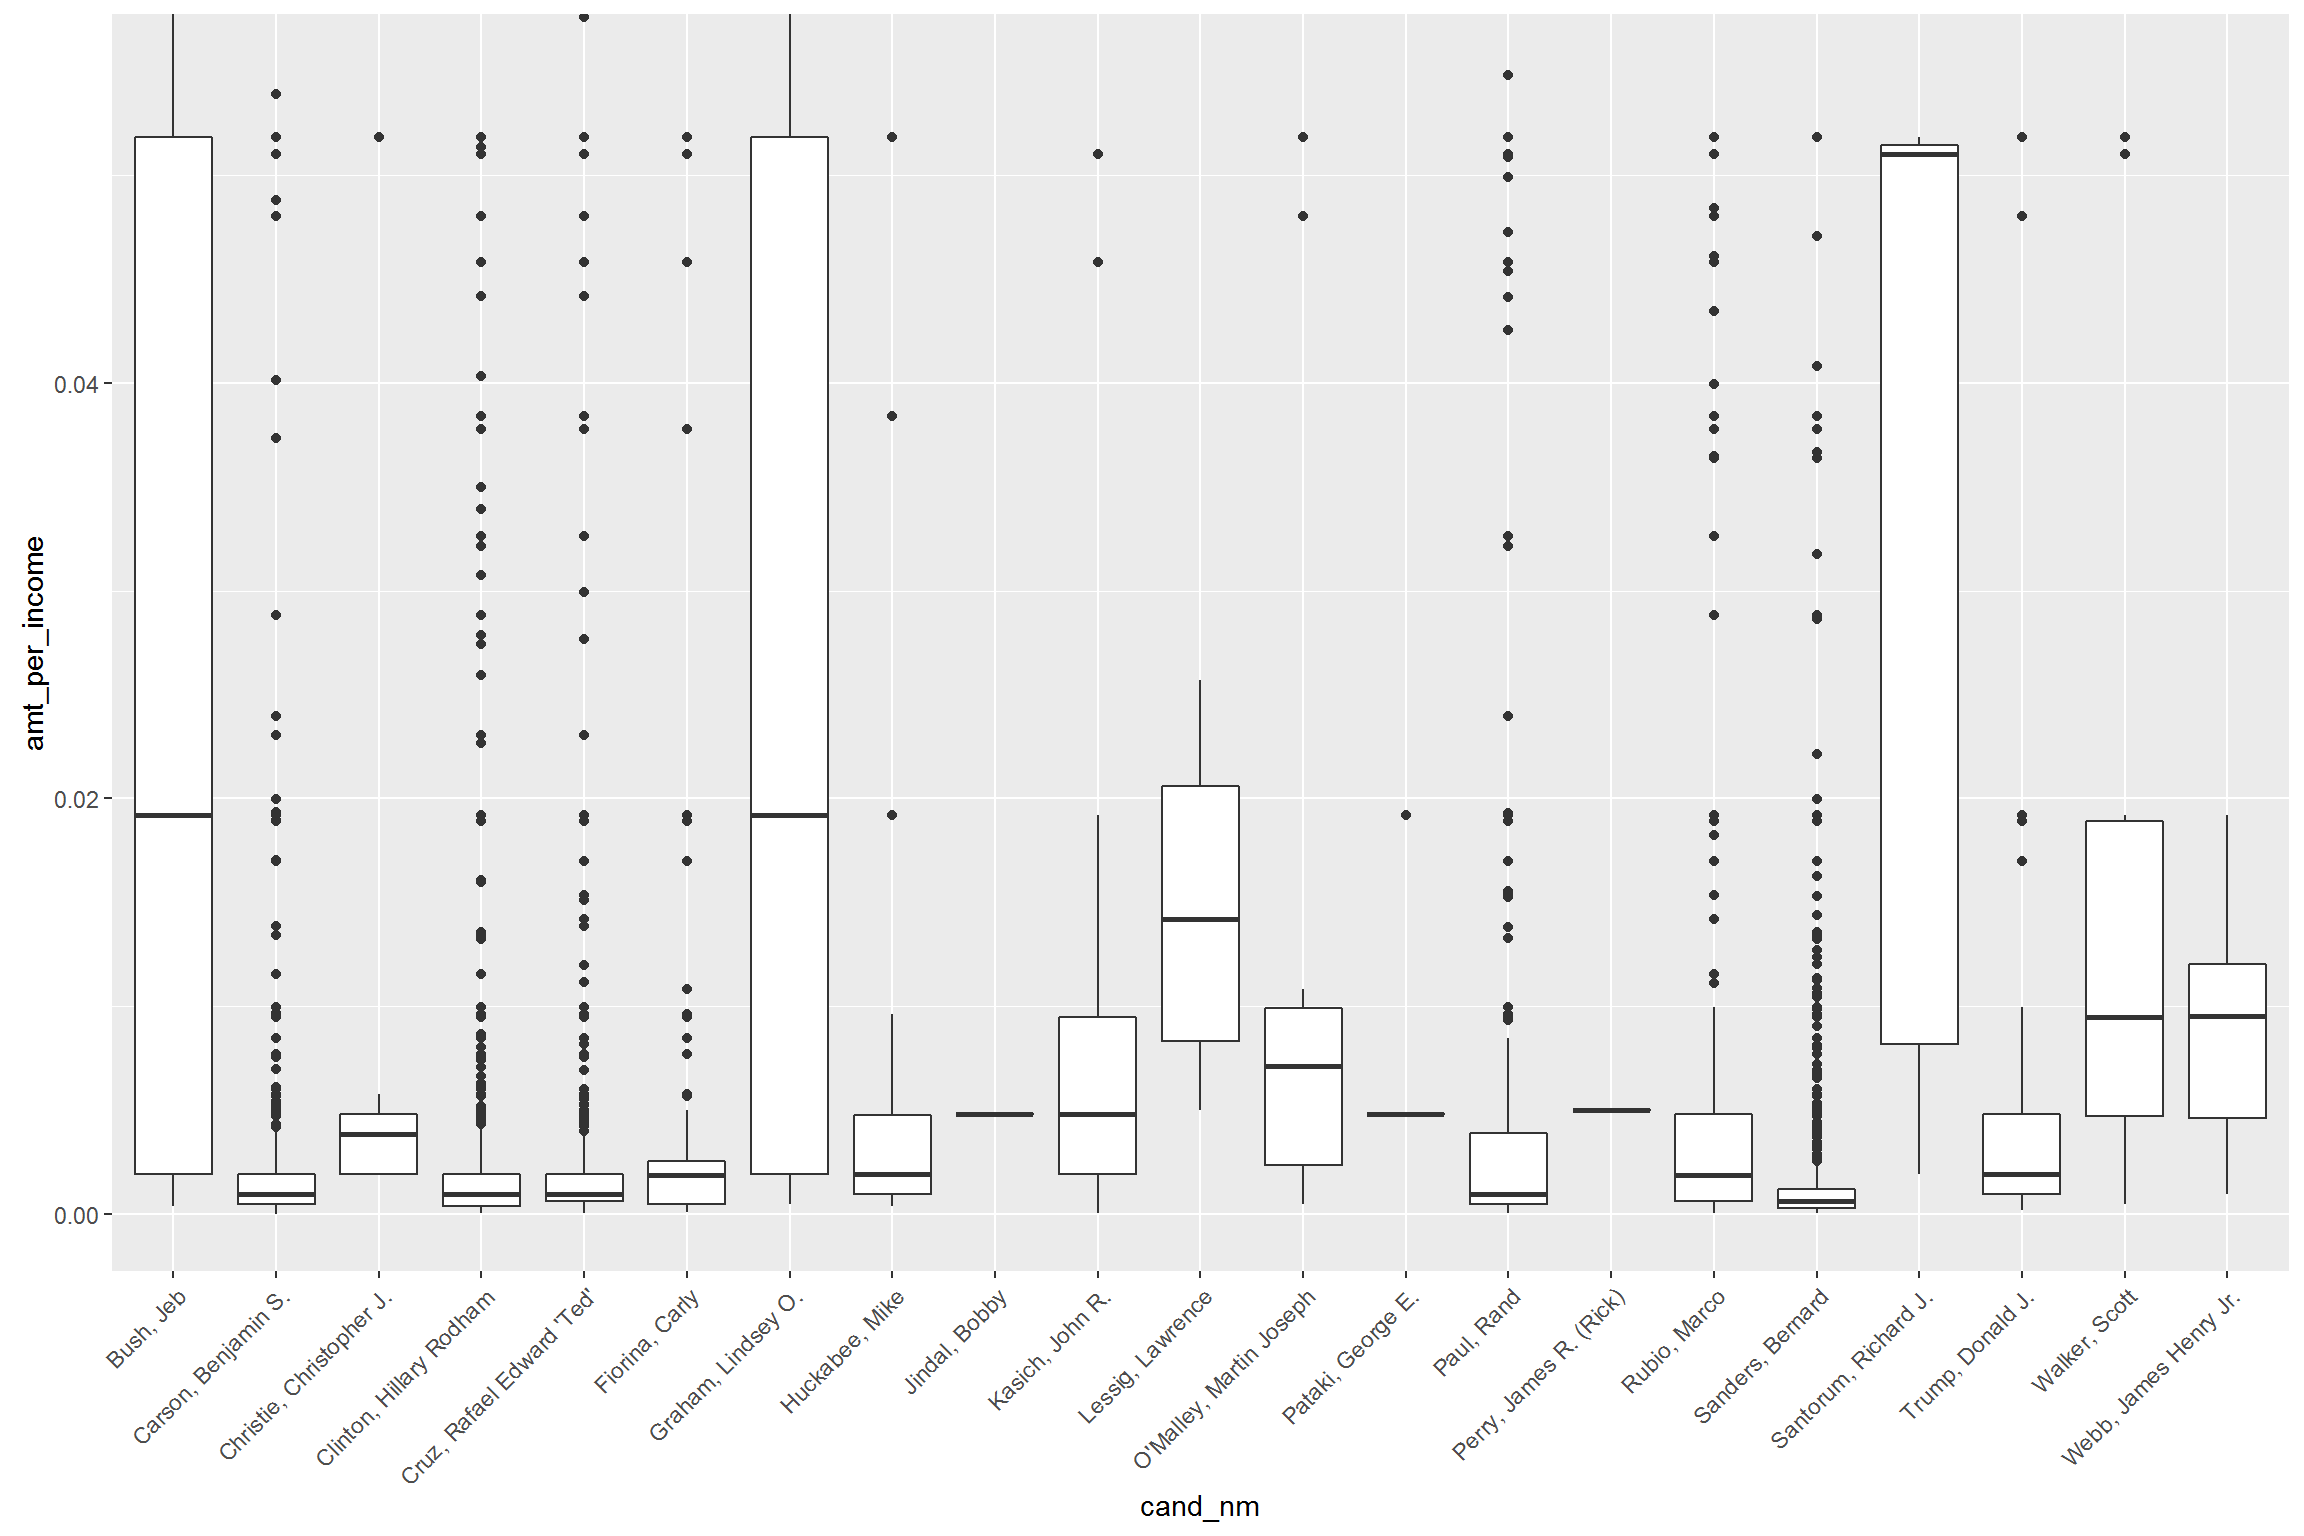 amt_per_income
0.04
0.02
0.00
Bush, Jeb
Carson, Benjamin S.
Christie, Christopher J.
Clinton, Hillary Rodham
Cruz, Rafael Edward 'Ted'
Fiorina, Carly
Graham, Lindsey O.
Huckabee, Mike
Jindal, Bobby
Kasich, John R.
Lessig, Lawrence
O'Malley, Martin Joseph
Pataki, George E.
Paul, Rand
Perry, James R. (Rick)
Rubio, Marco
Sanders, Bernard
Santorum, Richard J.
Trump, Donald J.
Walker, Scott
Webb, James Henry Jr.
cand_nm